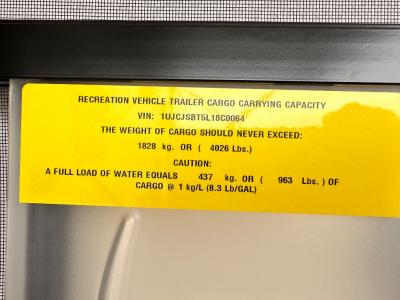 RECREATION VEHICLE TRAILER CARGO CARRYING CAPACITY
VIN: 1UJCJSBT5L18C0064
THE WEIGHT OF CARGO SHOULD NEVER EXCEED:
1828 kg. OR ( 4026 Lbs.)
CAUTION:
A FULL LOAD OF WATER EQUALS 437 kg. OR ( 963 Lbs. ) OF
CARGO @ 1 kg/L (8.3 Lb/GAL)